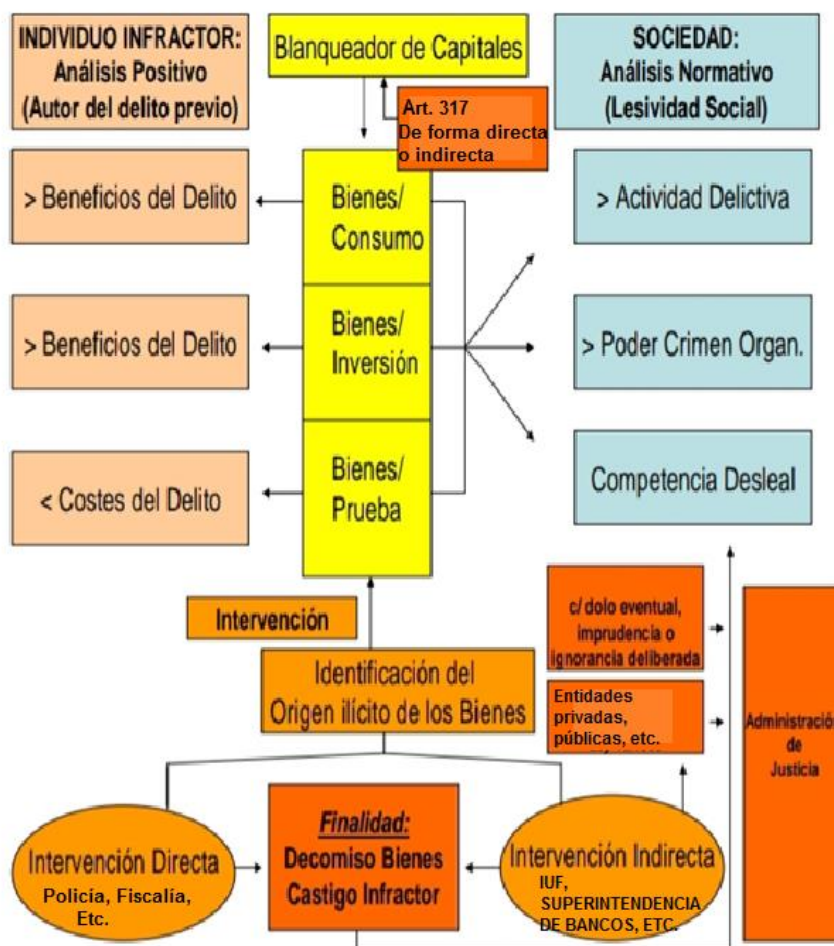 INDIVIDUO INFRACTOR:
Análisis Positivo
(Autor del delito previo)
Blanqueador de Capitales
SOCIEDAD:
Análisis Normativo
(Lesividad Social)
Art. 317
De forma directa
o indirecta
> Beneficios del Delito
Bienes/
Consumo
> Actividad Delictiva
> Beneficios del Delito
Bienes/
Inversión
> Poder Crimen Organ.
< Costes del Delito
Bienes/
Prueba
Competencia Desleal
Intervención
c/ dolo eventual,
imprudencia o
ignorancia deliberada
Identificación del
Origen ilícito de los Bienes
Entidades
privadas,
públicas, etc.
Administración
de
Justicia
Intervención Directa
Policía, Fiscalía,
Etc.
Finalidad:
Decomiso Bienes
Castigo Infractor
Intervención Indirecta
IUF,
SUPERINTENDENCIA
DE BANCOS, ETC.